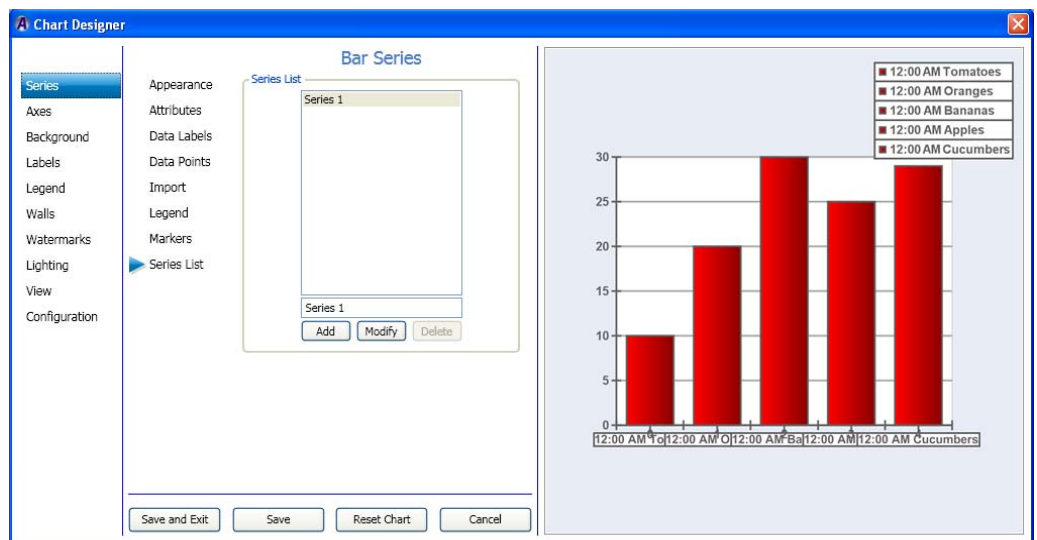 Chart Designer
Series
Axes
Background
Labels
Legend
Walls
Watermarks
Lighting
View
Configuration
Appearance
Attributes
Data Labels
Data Points
Import
Legend
Markers
Series List
Bar Series
Series List
Series 1
Series 1
Add Modify Delete
Save and Exit Save Reset Chart Cancel
12:00 AM Tomatoes
12:00 AM Oranges
12:00 AM Bananas
12:00 AM Apples
12:00 AM Cucumbers
30
25
20
15
10
5
0
12:00 AM To 12:00 AM O 12:00 AM Ba 12:00 AM 12:00 AM Cucumbers